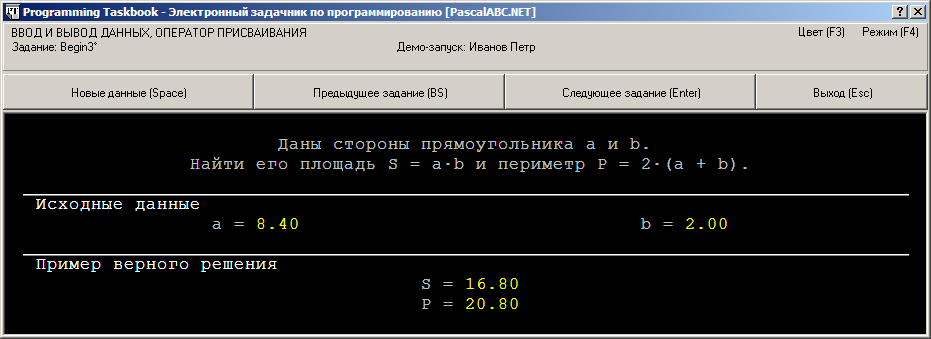 Programming Taskbook - Электронный задачник по программированию [PascalABC.NET]
ВВОД И ВЫВОД ДАННЫХ, ОПЕРАТОР ПРИСВАИВАНИЯ Цвет (F3) Режим (F4)
Задание: Begin3* Демо-запуск: Иванов Петр
Новые данные (Space) Предыдущее задание (BS) Следующее задание (Enter) Выход (Esc)
Даны стороны прямоугольника a и b.
Найти его площадь S = a·b и периметр P = 2·(a + b).
Исходные данные
a = 8.40 b = 2.00
Пример верного решения
S = 16.80
P = 20.80